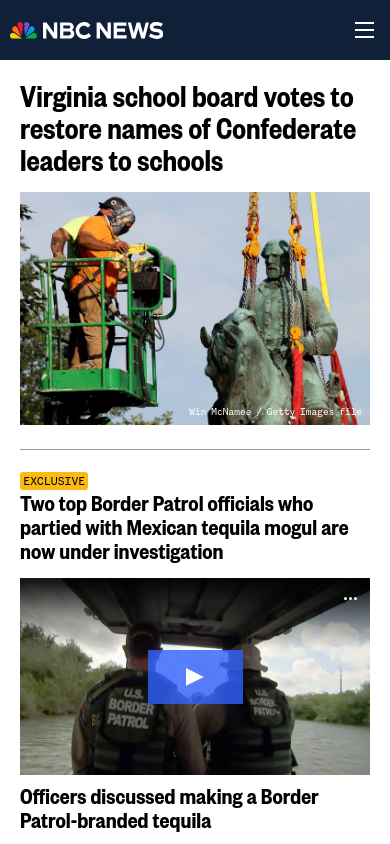 NBC NEWS
Virginia school board votes to
restore names of Confederate
leaders to schools
Win McNamee / Getty Images file
EXCLUSIVE
Two top Border Patrol officials who
partied with Mexican tequila mogul are
now under investigation
U.S.
BORDER
PATROL
U.S.
BORDER
PATROL
Officers discussed making a Border
Patrol-branded tequila